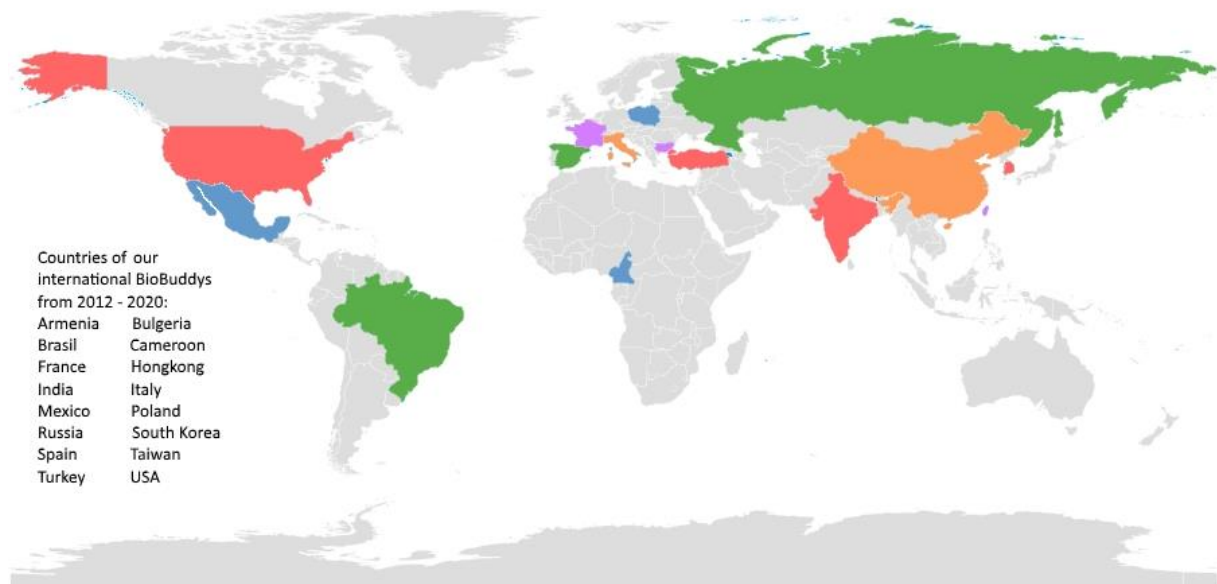 Countries of our
international BioBuddys
from 2012 - 2020:
Armenia Bulgeria
Brasil Cameroon
France Hongkong
India Italy
Mexico Poland
Russia South Korea
Spain Taiwan
Turkey USA